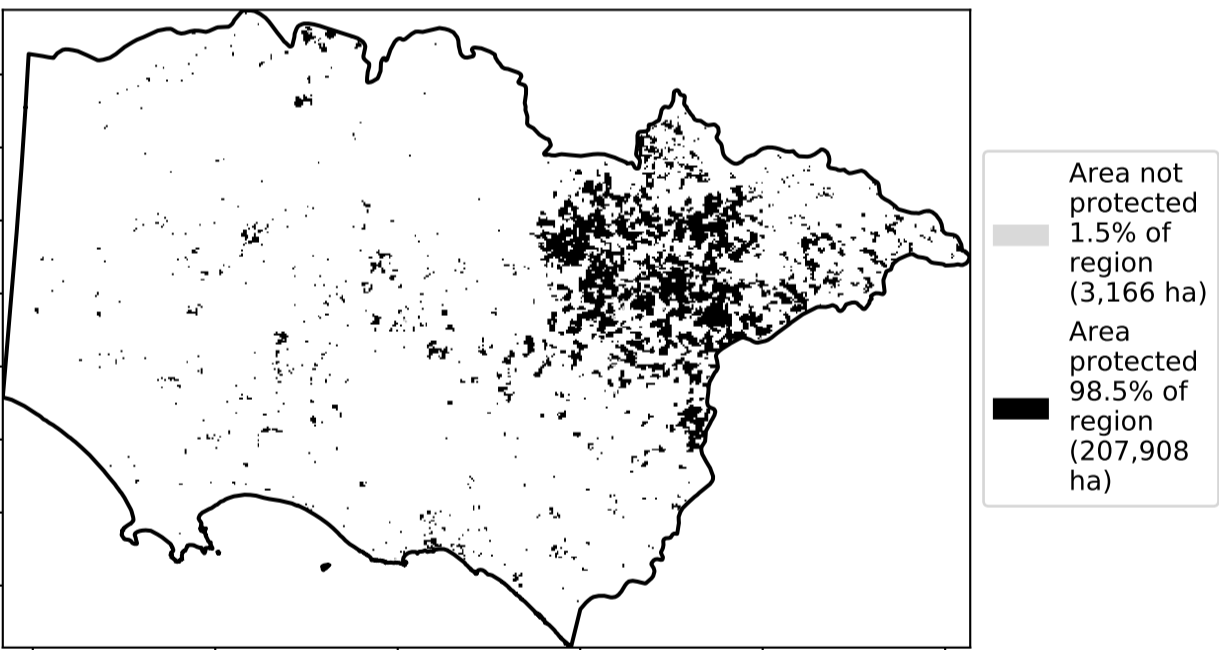 Area not
protected
1.5% of
region
(3,166 ha)
Area
protected
98.5% of
region
(207,908
ha)